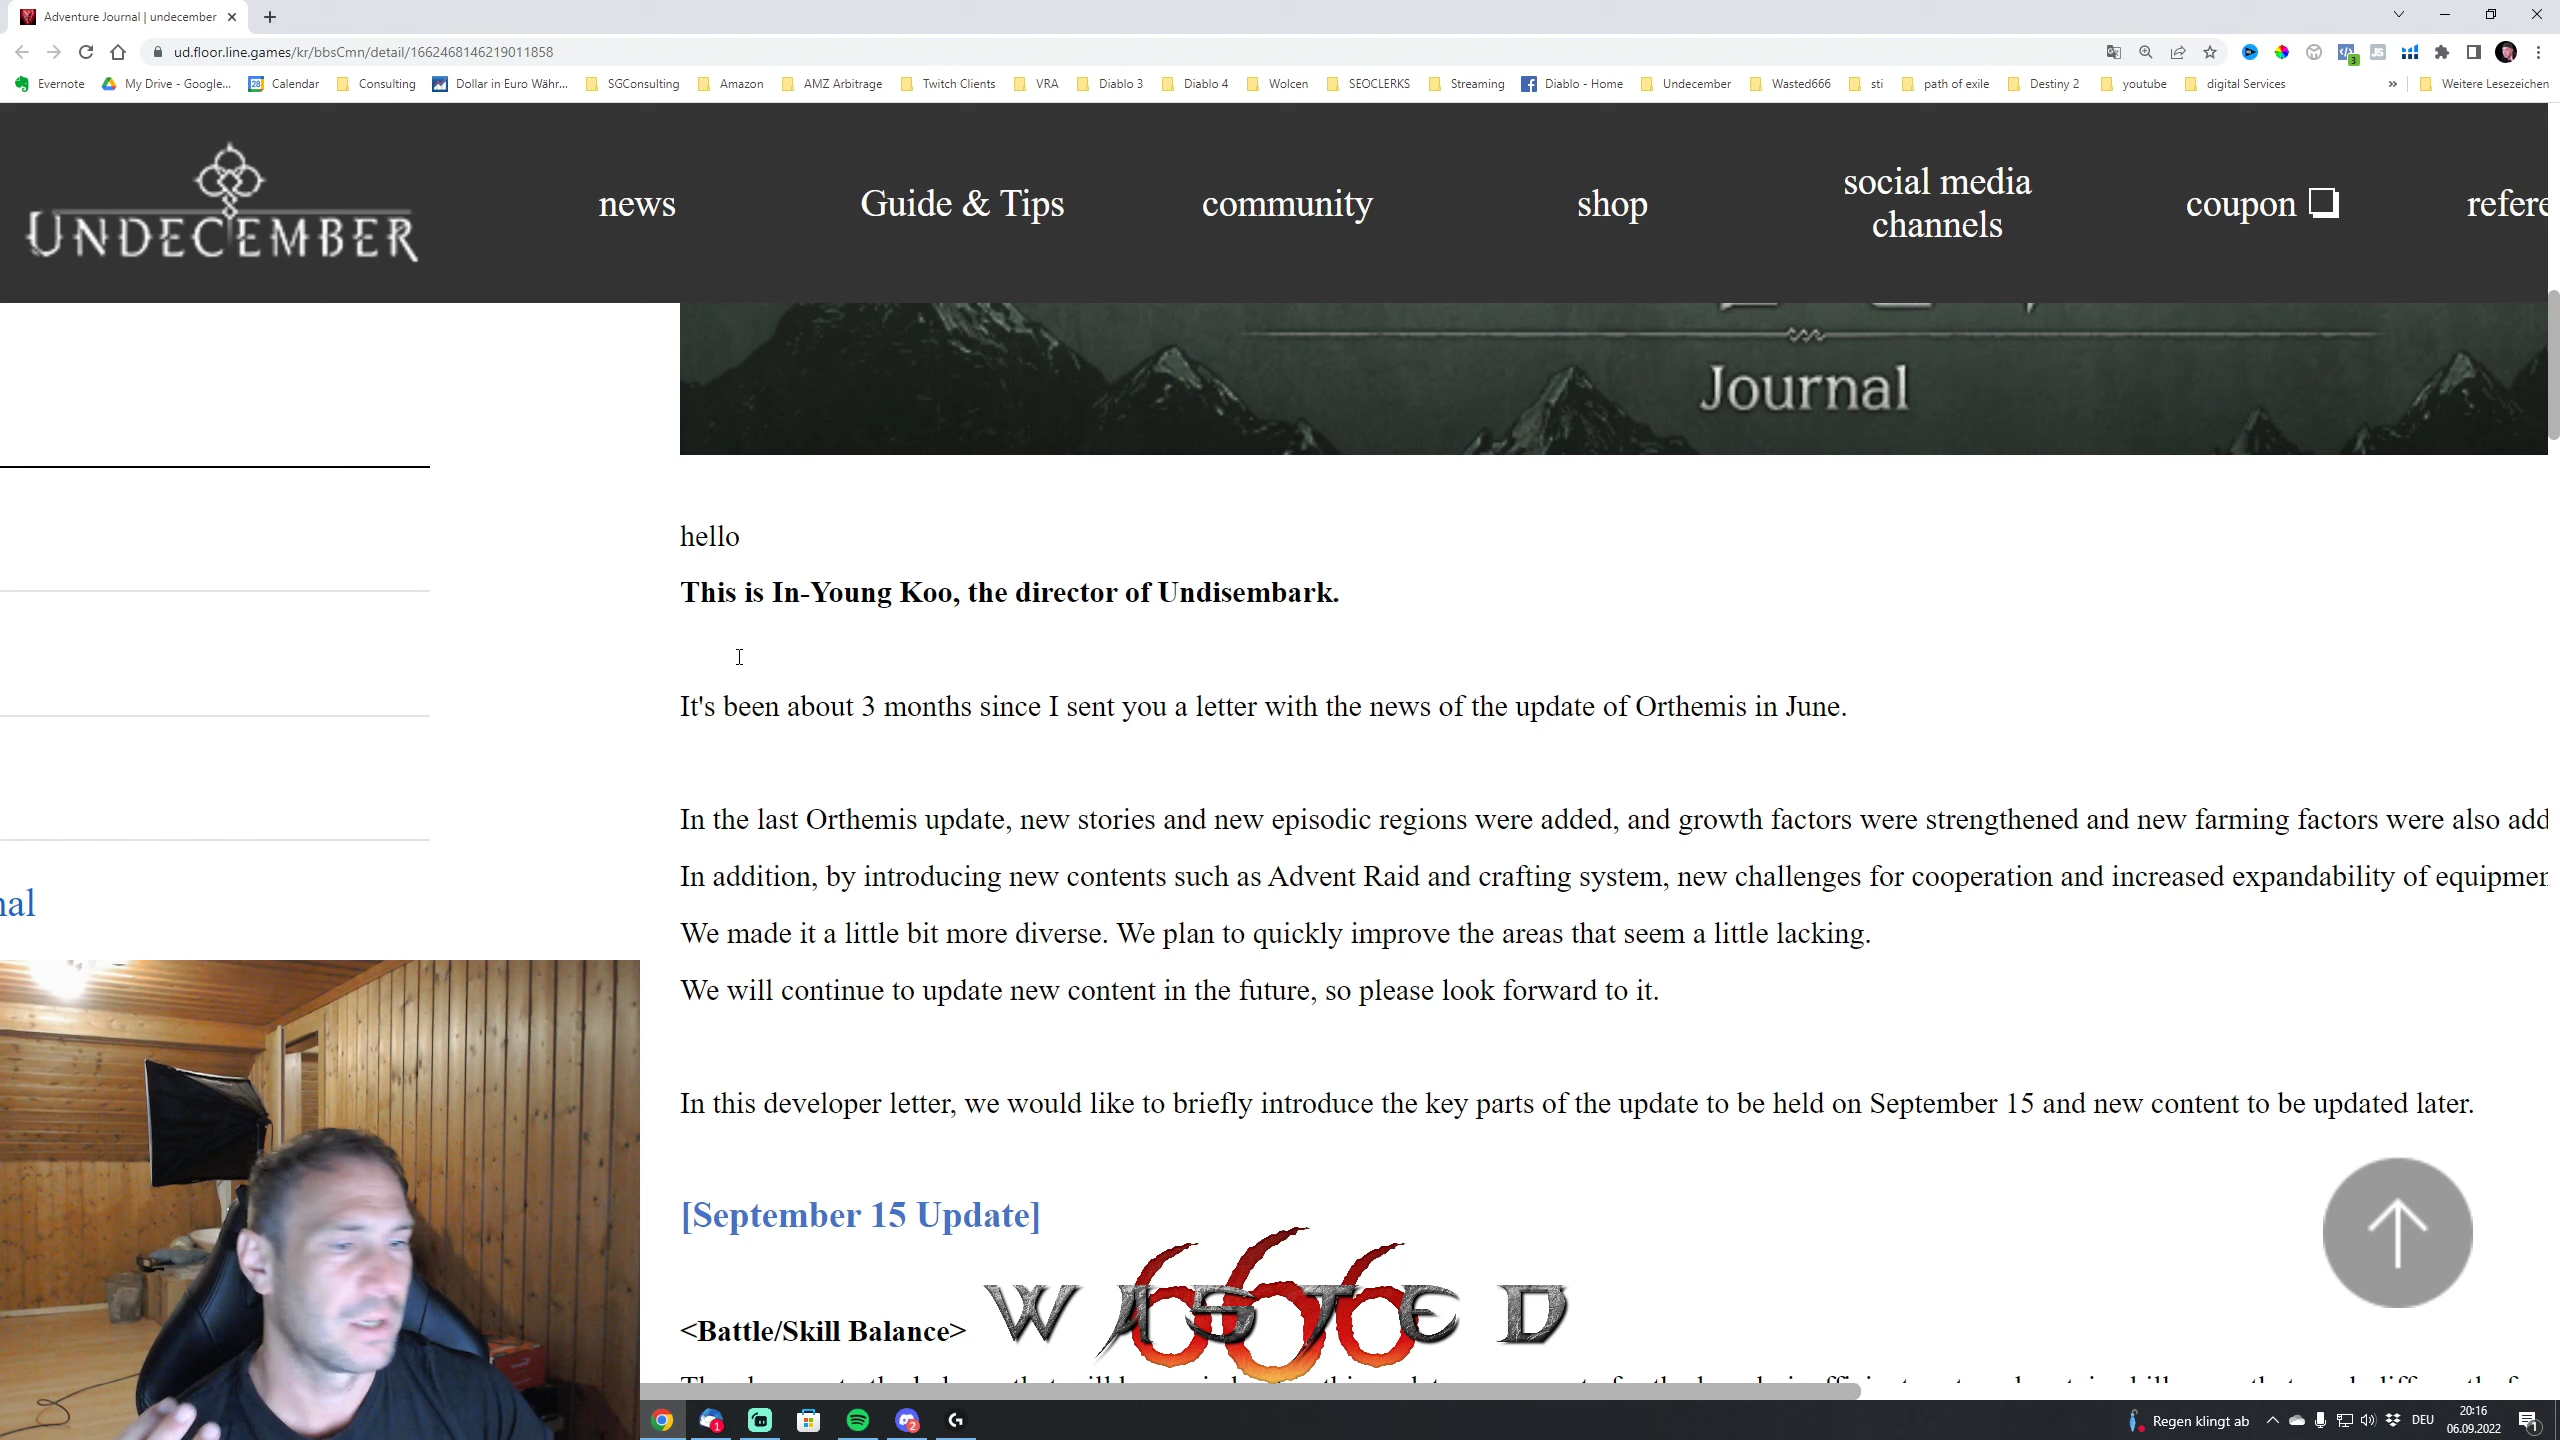 Adventure Journal | undecember
ud.floor.line.games/kr/bbsCmn/detail/1662468146219011858
Evernote My Drive - Google... Calendar Consulting Dollar in Euro Währ... SGConsulting Amazon AMZ Arbitrage Twitch Clients VRA Diablo 3 Diablo 4 Wolcen SEOCLERKS Streaming Diablo - Home Undecember Wasted666 sti path of exile Destiny 2 youtube digital Services » Weitere Lesezeichen
UNDECEMBER
news Guide & Tips community shop social media channels coupon refere
Journal
hello
This is In-Young Koo, the director of Undisembark.
It's been about 3 months since I sent you a letter with the news of the update of Orthemis in June.
In the last Orthemis update, new stories and new episodic regions were added, and growth factors were strengthened and new farming factors were also add
In addition, by introducing new contents such as Advent Raid and crafting system, new challenges for cooperation and increased expandability of equipmen
nal
We made it a little bit more diverse. We plan to quickly improve the areas that seem a little lacking.
We will continue to update new content in the future, so please look forward to it.
In this developer letter, we would like to briefly introduce the key parts of the update to be held on September 15 and new content to be updated later.
[September 15 Update]
WASTED
666
<Battle/Skill Balance>
Regen klingt ab DEU 20:16
06.09.2022